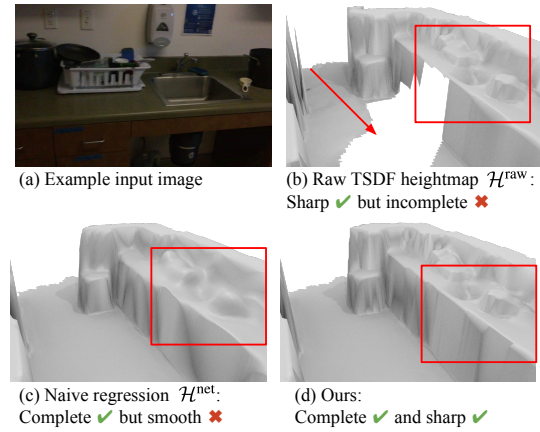 (a) Example input image
(b) Raw TSDF heightmap 𝓗^raw:
Sharp ✔ but incomplete ✖
(c) Naive regression 𝓗^net:
Complete ✔ but smooth ✖
(d) Ours:
Complete ✔ and sharp ✔